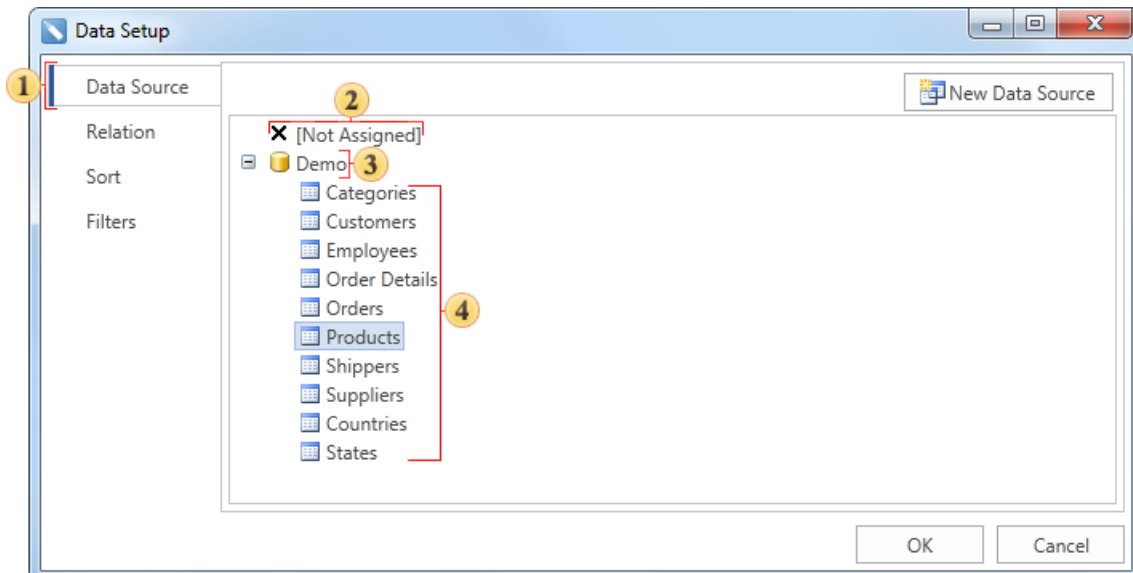 Data Setup
1
Data Source
New Data Source
2
Relation
[Not Assigned]
Demo
3
Sort
Categories
Filters
Customers
Employees
Order Details
Orders
4
Products
Shippers
Suppliers
Countries
States
OK
Cancel